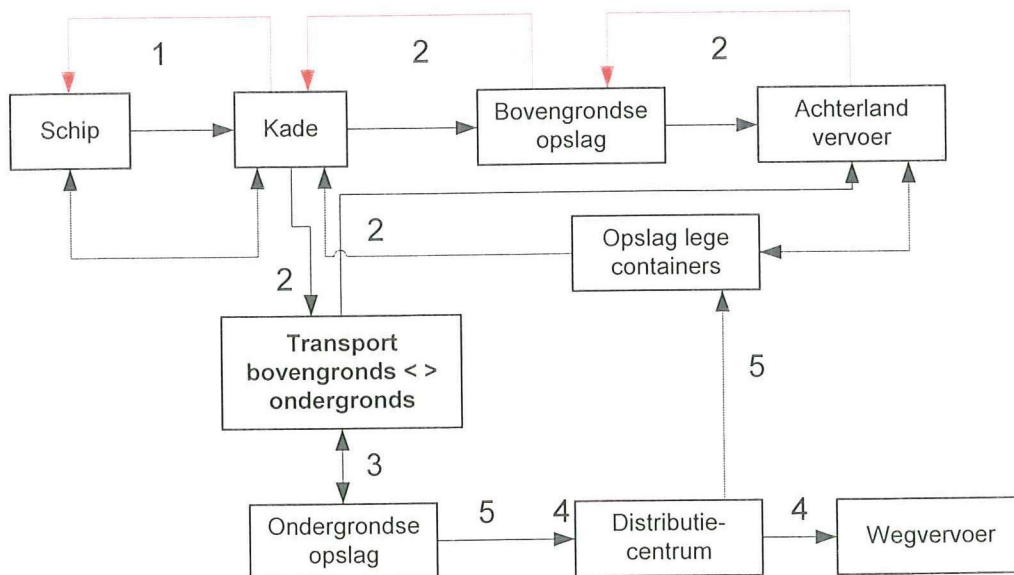 1
2
2
Schip
Kade
Bovengrondse
opslag
Achterland
vervoer
2
Opslag lege
containers
2
Transport
bovengronds < >
ondergronds
5
3
Ondergrondse
opslag
5
4
Distributie-
centrum
4
Wegvervoer